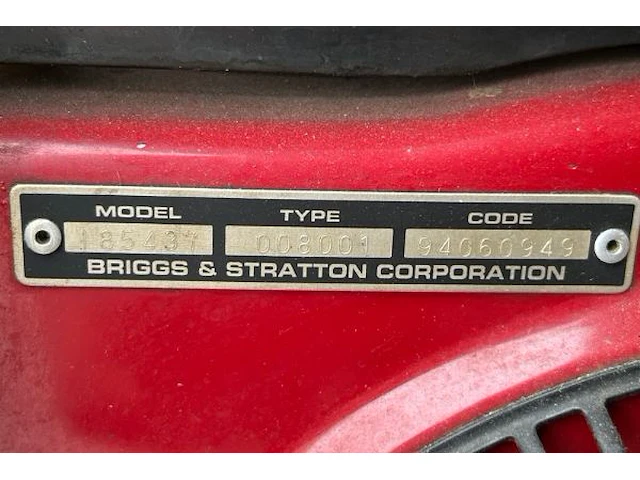 MODEL TYPE CODE
185437 008001 94060949
BRIGGS & STRATTON CORPORATION